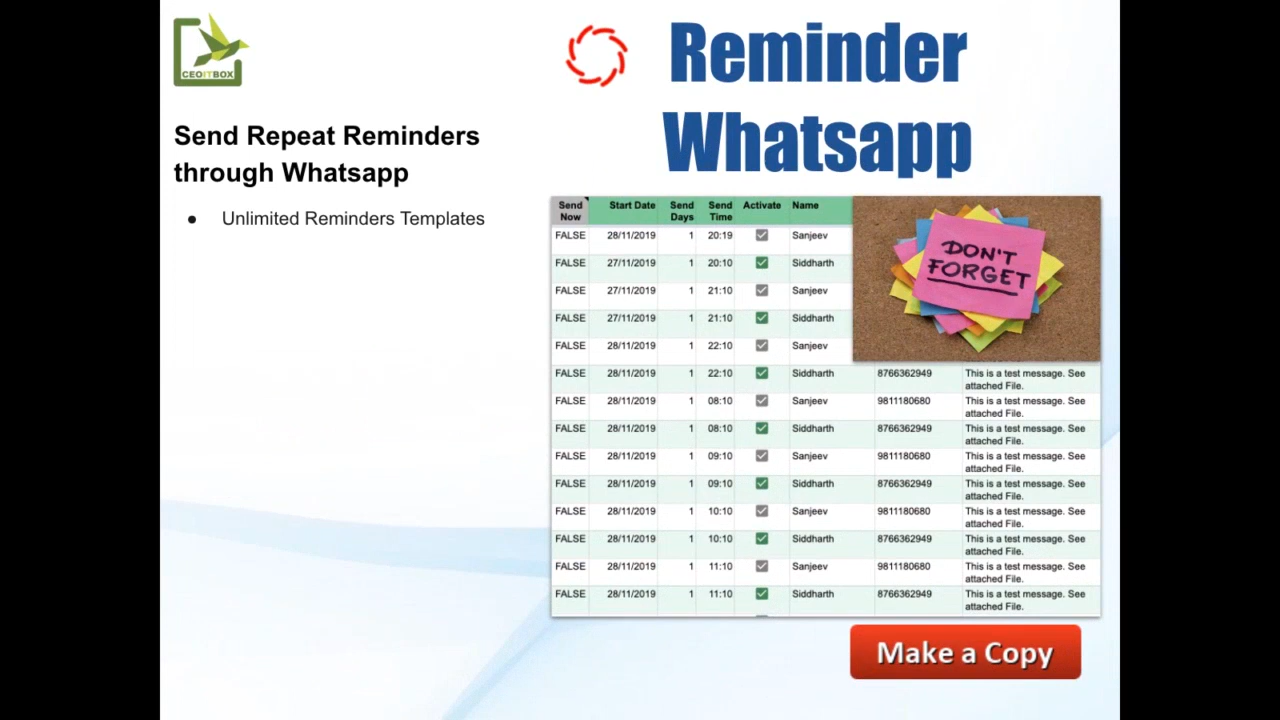 CEOITBOX
Reminder
Whatsapp
Send Repeat Reminders
through Whatsapp
● Unlimited Reminders Templates
Send Now Start Date Send Days Send Time Activate Name
FALSE 28/11/2019 1 20:19 Sanjeev
FALSE 27/11/2019 1 20:10 Siddharth
FALSE 27/11/2019 1 21:10 Sanjeev
FALSE 27/11/2019 1 21:10 Siddharth
FALSE 28/11/2019 1 22:10 Sanjeev
DON'T
FORGET
FALSE 28/11/2019 1 22:10 Siddharth 8766362949 This is a test message. See
attached File.
FALSE 28/11/2019 1 08:10 Sanjeev 9811180680 This is a test message. See
attached File.
FALSE 28/11/2019 1 08:10 Siddharth 8766362949 This is a test message. See
attached File.
FALSE 28/11/2019 1 09:10 Sanjeev 9811180680 This is a test message. See
attached File.
FALSE 28/11/2019 1 09:10 Siddharth 8766362949 This is a test message. See
attached File.
FALSE 28/11/2019 1 10:10 Sanjeev 9811180680 This is a test message. See
attached File.
FALSE 28/11/2019 1 10:10 Siddharth 8766362949 This is a test message. See
attached File.
FALSE 28/11/2019 1 11:10 Sanjeev 9811180680 This is a test message. See
attached File.
FALSE 28/11/2019 1 11:10 Siddharth 8766362949 This is a test message. See
attached File.
Make a Copy